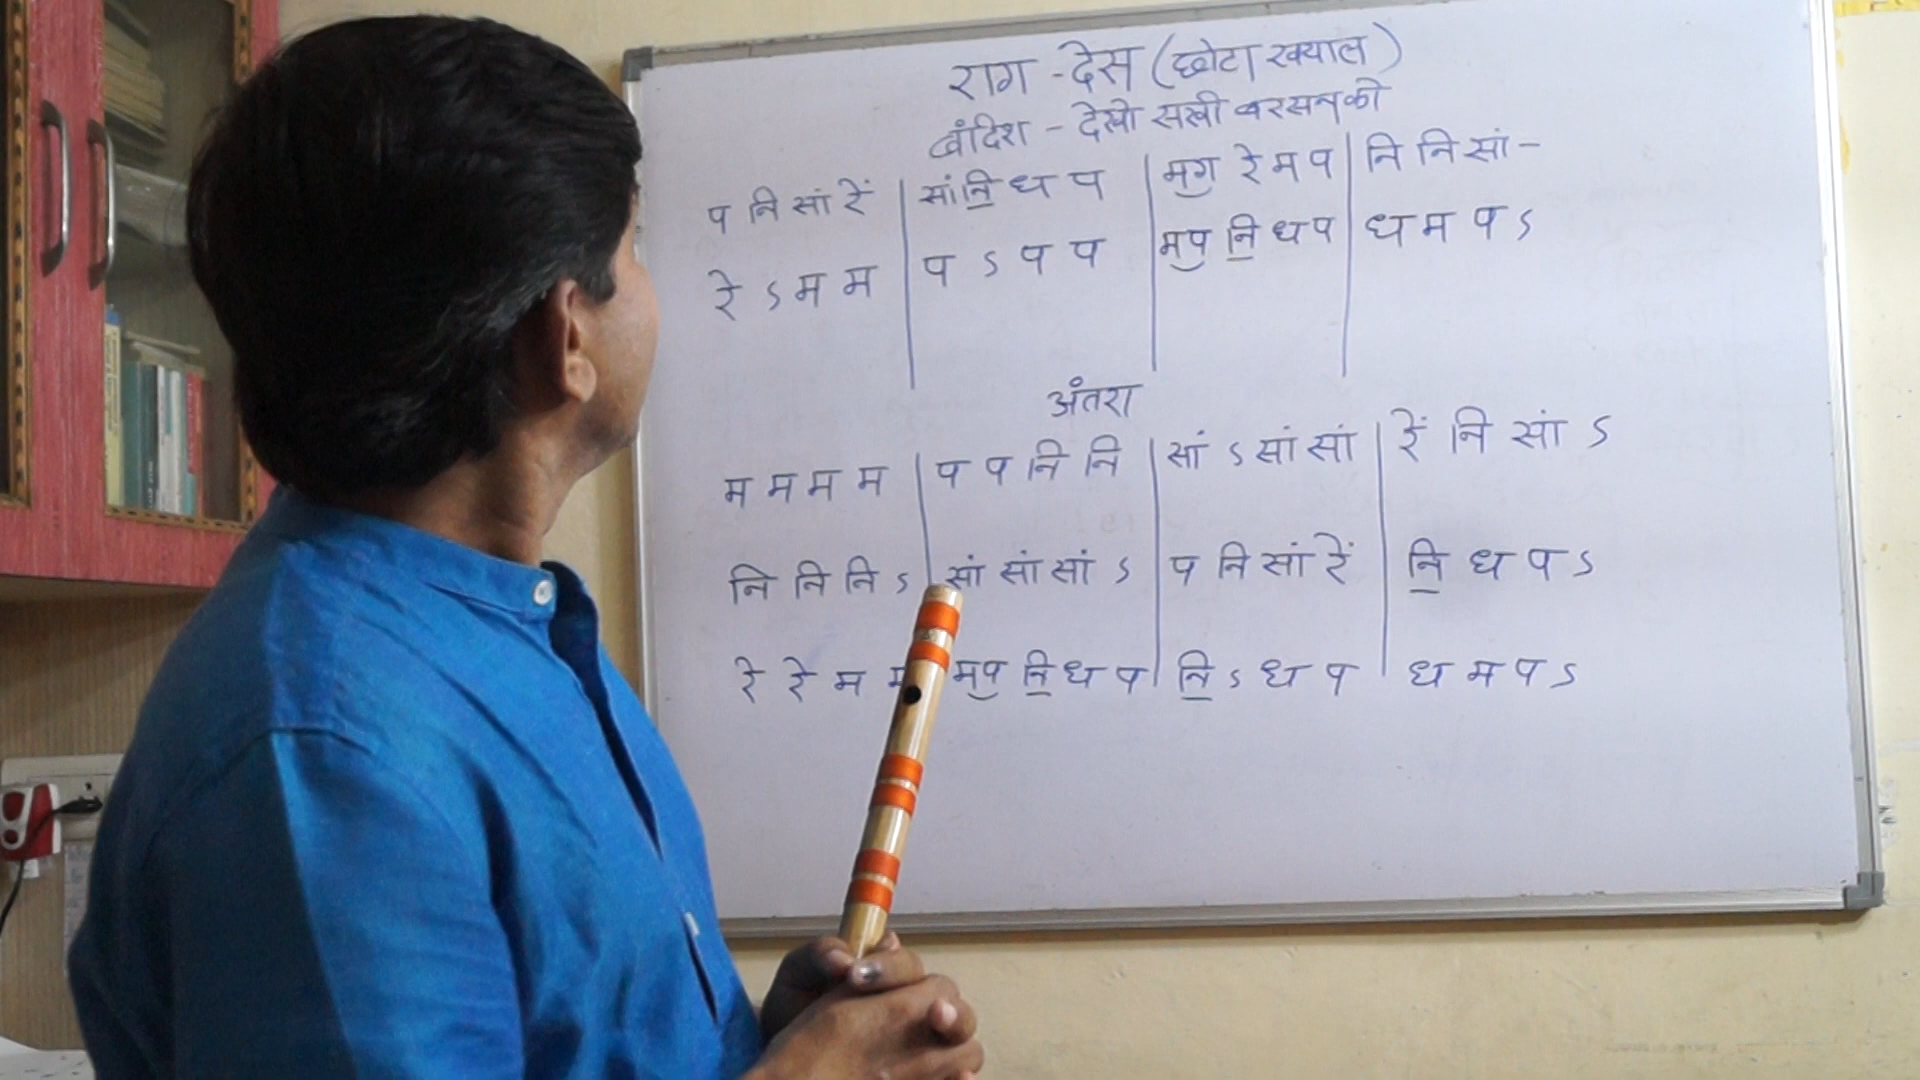 राग - देस (छोटा ख्याल)
बंदिश - देखो सखी बरसन को
प नि सां रें | सां नि॒ ध प | मग रे म प | नि नि सां -
रे ऽ म म | प ऽ प प | मप नि॒ ध प | ध म प ऽ
अंतरा
म म म म | प प नि नि | सां ऽ सां सां | रें नि सां ऽ
नि नि नि ऽ | सां सां सां ऽ | प नि सां रें | नि॒ ध प ऽ
रे रे म म मप नि॒ ध प | नि॒ ऽ ध प | ध म प ऽ